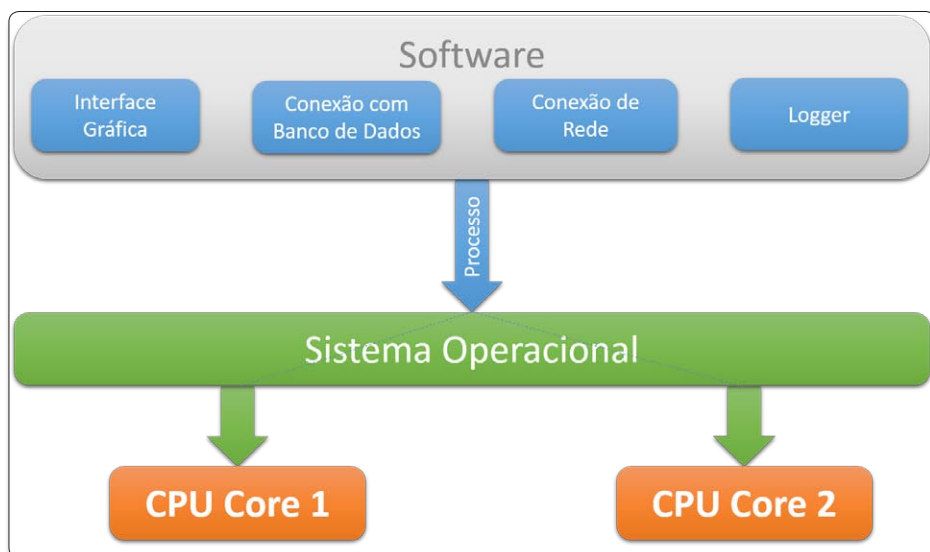 Software
Interface
Gráfica
Conexão com
Banco de Dados
Conexão de
Rede
Logger
Processo
Sistema Operacional
CPU Core 1
CPU Core 2